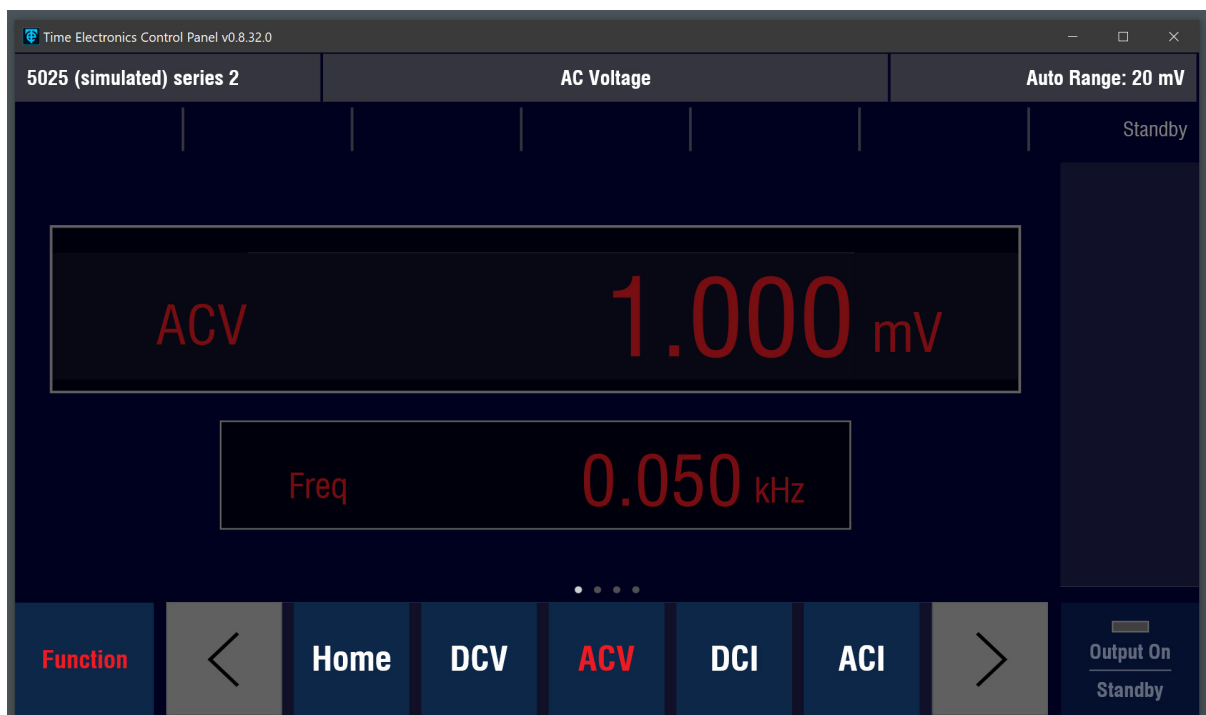 Time Electronics Control Panel v0.8.32.0
5025 (simulated) series 2 AC Voltage Auto Range: 20 mV
Standby
ACV 1.000 mV
Freq 0.050 kHz
Function Home DCV ACV DCI ACI Output On
Standby